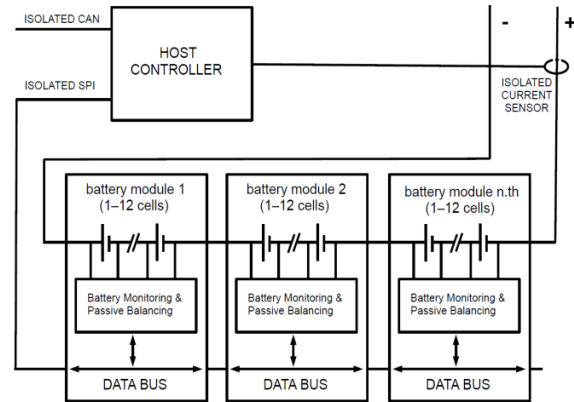 ISOLATED CAN
HOST
CONTROLLER
ISOLATED SPI
- +
ISOLATED
CURRENT
SENSOR
battery module 1
(1–12 cells)
battery module 2
(1–12 cells)
battery module n.th
(1–12 cells)
Battery Monitoring &
Passive Balancing
Battery Monitoring &
Passive Balancing
Battery Monitoring &
Passive Balancing
DATA BUS
DATA BUS
DATA BUS